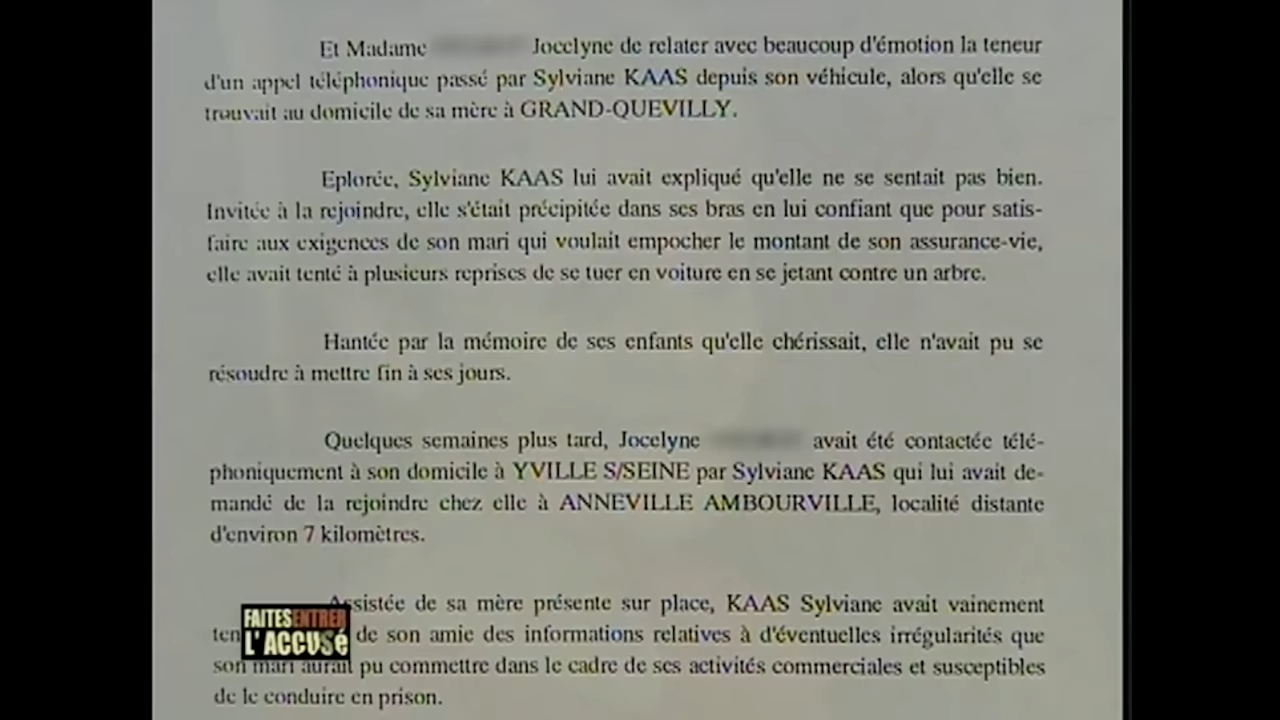 Et Madame Jocelyne de relater avec beaucoup d'émotion la teneur
d'un appel téléphonique passé par Sylviane KAAS depuis son véhicule, alors qu'elle se
trouvait au domicile de sa mère à GRAND-QUEVILLY.
Eplorée, Sylviane KAAS lui avait expliqué qu'elle ne se sentait pas bien.
Invitée à la rejoindre, elle s'était précipitée dans ses bras en lui confiant que pour satis-
faire aux exigences de son mari qui voulait empocher le montant de son assurance-vie,
elle avait tenté à plusieurs reprises de se tuer en voiture en se jetant contre un arbre.
Hantée par la mémoire de ses enfants qu'elle chérissait, elle n'avait pu se
résoudre à mettre fin à ses jours.
Quelques semaines plus tard, Jocelyne avait été contactée télé-
phoniquement à son domicile à YVILLE S/SEINE par Sylviane KAAS qui lui avait de-
mandé de la rejoindre chez elle à ANNEVILLE AMBOURVILLE, localité distante
d'environ 7 kilomètres.
Assistée de sa mère présente sur place, KAAS Sylviane avait vainement
ten de son amie des informations relatives à d'éventuelles irrégularités que
son mari aurait pu commettre dans le cadre de ses activités commerciales et susceptibles
de le conduire en prison.
FAITES ENTRER
L'ACCUSé